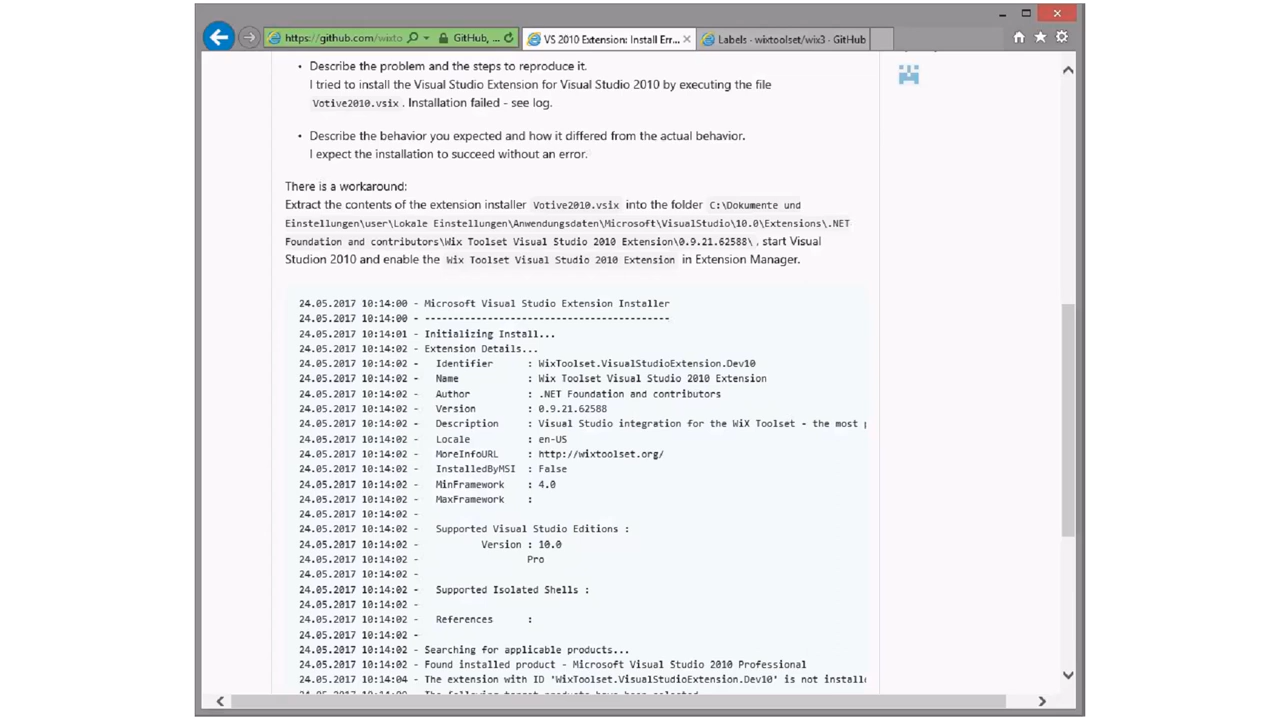 https://github.com/wixto
GitHub, ...
VS 2010 Extension: Install Err...
Labels - wixtoolset/wix3 · GitHub
• Describe the problem and the steps to reproduce it.
I tried to install the Visual Studio Extension for Visual Studio 2010 by executing the file
Votive2010.vsix. Installation failed - see log.
• Describe the behavior you expected and how it differed from the actual behavior.
I expect the installation to succeed without an error.
There is a workaround:
Extract the contents of the extension installer Votive2010.vsix into the folder C:\Dokumente und
Einstellungen\user\Lokale Einstellungen\Anwendungsdaten\Microsoft\VisualStudio\10.0\Extensions\.NET
Foundation and contributors\Wix Toolset Visual Studio 2010 Extension\0.9.21.62588\, start Visual
Studion 2010 and enable the Wix Toolset Visual Studio 2010 Extension in Extension Manager.
24.05.2017 10:14:00 - Microsoft Visual Studio Extension Installer
24.05.2017 10:14:00 - -------------------------------------------
24.05.2017 10:14:01 - Initializing Install...
24.05.2017 10:14:02 - Extension Details...
24.05.2017 10:14:02 - Identifier : WixToolset.VisualStudioExtension.Dev10
24.05.2017 10:14:02 - Name : Wix Toolset Visual Studio 2010 Extension
24.05.2017 10:14:02 - Author : .NET Foundation and contributors
24.05.2017 10:14:02 - Version : 0.9.21.62588
24.05.2017 10:14:02 - Description : Visual Studio integration for the WiX Toolset - the most p
24.05.2017 10:14:02 - Locale : en-US
24.05.2017 10:14:02 - MoreInfoURL : http://wixtoolset.org/
24.05.2017 10:14:02 - InstalledByMSI : False
24.05.2017 10:14:02 - MinFramework : 4.0
24.05.2017 10:14:02 - MaxFramework :
24.05.2017 10:14:02 -
24.05.2017 10:14:02 - Supported Visual Studio Editions :
24.05.2017 10:14:02 - Version : 10.0
24.05.2017 10:14:02 - Pro
24.05.2017 10:14:02 -
24.05.2017 10:14:02 - Supported Isolated Shells :
24.05.2017 10:14:02 -
24.05.2017 10:14:02 - References :
24.05.2017 10:14:02 -
24.05.2017 10:14:02 - Searching for applicable products...
24.05.2017 10:14:02 - Found installed product - Microsoft Visual Studio 2010 Professional
24.05.2017 10:14:04 - The extension with ID 'WixToolset.VisualStudioExtension.Dev10' is not install